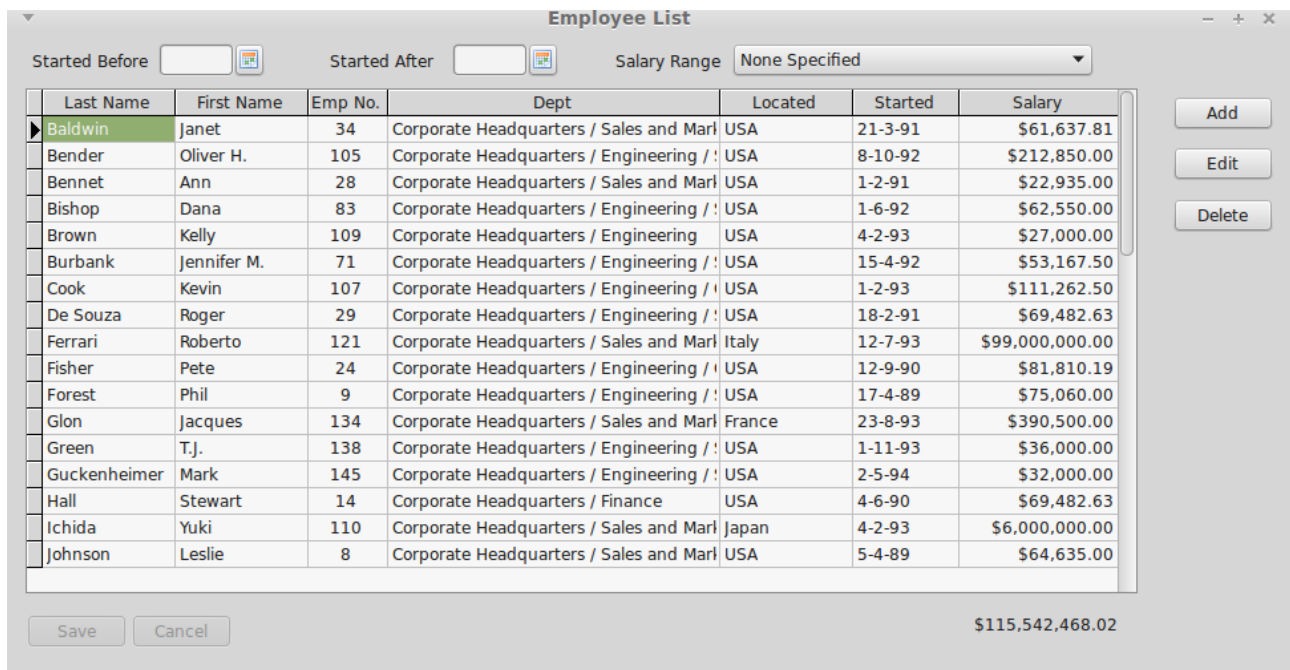 Employee List
Started Before Started After Salary Range None Specified
Last Name First Name Emp No. Dept Located Started Salary
Baldwin Janet 34 Corporate Headquarters / Sales and Mark USA 21-3-91 $61,637.81
Bender Oliver H. 105 Corporate Headquarters / Engineering / USA 8-10-92 $212,850.00
Bennet Ann 28 Corporate Headquarters / Sales and Mark USA 1-2-91 $22,935.00
Bishop Dana 83 Corporate Headquarters / Engineering / USA 1-6-92 $62,550.00
Brown Kelly 109 Corporate Headquarters / Engineering USA 4-2-93 $27,000.00
Burbank Jennifer M. 71 Corporate Headquarters / Engineering / USA 15-4-92 $53,167.50
Cook Kevin 107 Corporate Headquarters / Engineering / USA 1-2-93 $111,262.50
De Souza Roger 29 Corporate Headquarters / Engineering / USA 18-2-91 $69,482.63
Ferrari Roberto 121 Corporate Headquarters / Sales and Mark Italy 12-7-93 $99,000,000.00
Fisher Pete 24 Corporate Headquarters / Engineering / USA 12-9-90 $81,810.19
Forest Phil 9 Corporate Headquarters / Engineering / USA 17-4-89 $75,060.00
Glon Jacques 134 Corporate Headquarters / Sales and Mark France 23-8-93 $390,500.00
Green T.J. 138 Corporate Headquarters / Engineering / USA 1-11-93 $36,000.00
Guckenheimer Mark 145 Corporate Headquarters / Engineering / USA 2-5-94 $32,000.00
Hall Stewart 14 Corporate Headquarters / Finance USA 4-6-90 $69,482.63
Ichida Yuki 110 Corporate Headquarters / Sales and Mark Japan 4-2-93 $6,000,000.00
Johnson Leslie 8 Corporate Headquarters / Sales and Mark USA 5-4-89 $64,635.00
Add
Edit
Delete
Save Cancel $115,542,468.02